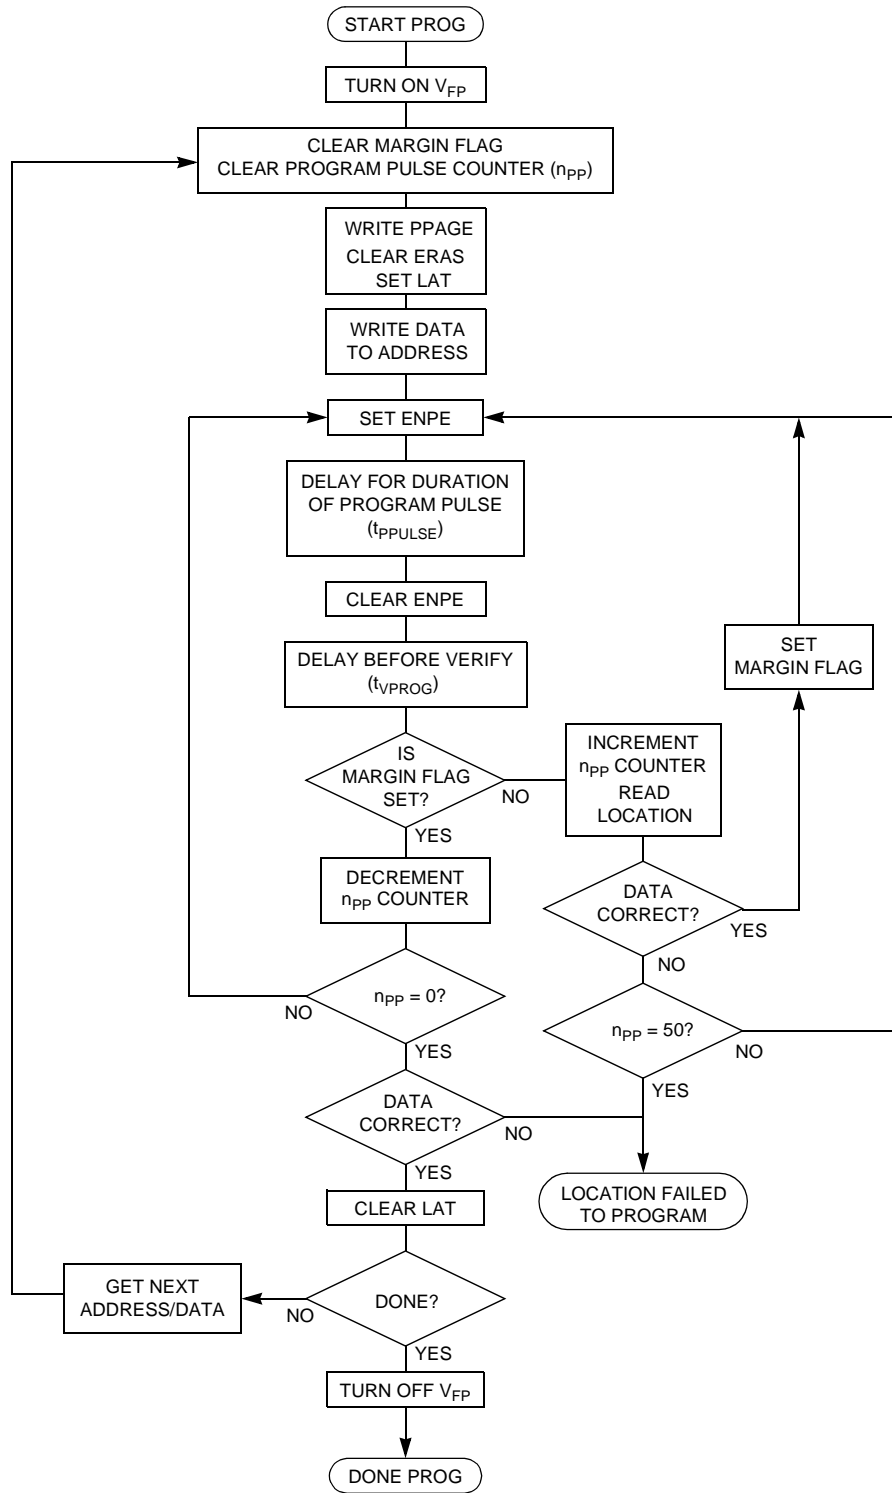 START PROG
TURN ON VFP
CLEAR MARGIN FLAG
CLEAR PROGRAM PULSE COUNTER (nPP)
WRITE PPAGE
CLEAR ERAS
SET LAT
WRITE DATA
TO ADDRESS
SET ENPE
DELAY FOR DURATION
OF PROGRAM PULSE
(tPPULSE)
CLEAR ENPE
DELAY BEFORE VERIFY
(tVPROG)
SET
MARGIN FLAG
IS
MARGIN FLAG
SET?
NO
YES
INCREMENT
nPP COUNTER
READ
LOCATION
DECREMENT
nPP COUNTER
DATA
CORRECT?
YES
NO
nPP = 0?
NO
YES
nPP = 50?
NO
YES
DATA
CORRECT?
NO
YES
LOCATION FAILED
TO PROGRAM
CLEAR LAT
GET NEXT
ADDRESS/DATA
NO
DONE?
YES
TURN OFF VFP
DONE PROG